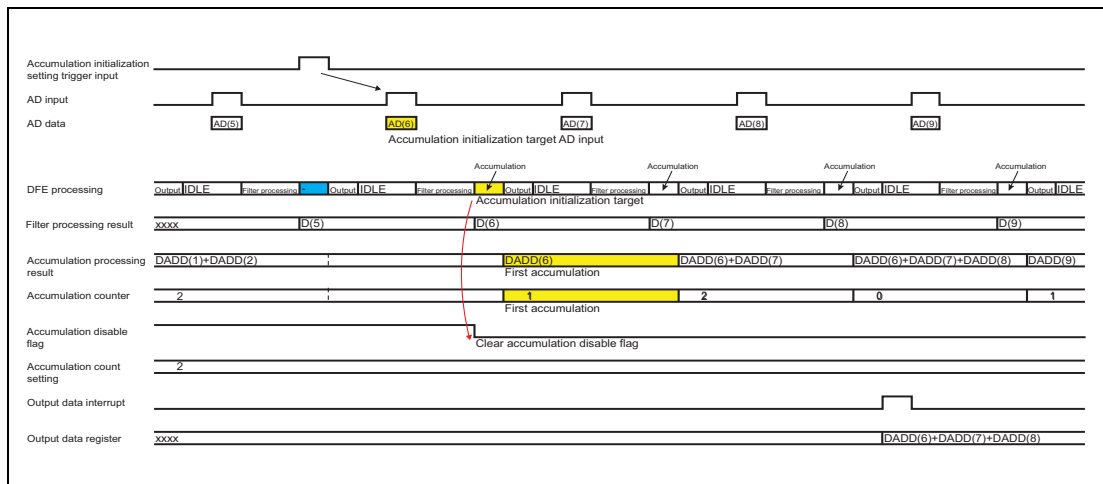 Accumulation initialization
setting trigger input
AD input
AD data
AD(5)
AD(6)
AD(7)
AD(8)
AD(9)
Accumulation initialization target AD input
Accumulation
Accumulation
Accumulation
Accumulation
DFE processing
Output IDLE Filter processing - Output IDLE Filter processing Output IDLE Filter processing Output IDLE Filter processing Output IDLE Filter processing Output IDLE
Accumulation initialization target
Filter processing result
xxxx D(5) D(6) D(7) D(8) D(9)
Accumulation processing
result
DADD(1)+DADD(2) DADD(6) DADD(6)+DADD(7) DADD(6)+DADD(7)+DADD(8) DADD(9)
First accumulation
Accumulation counter
2 1 2 0 1
First accumulation
Accumulation disable
flag
Clear accumulation disable flag
Accumulation count
setting
2
Output data interrupt
Output data register
xxxx DADD(6)+DADD(7)+DADD(8)